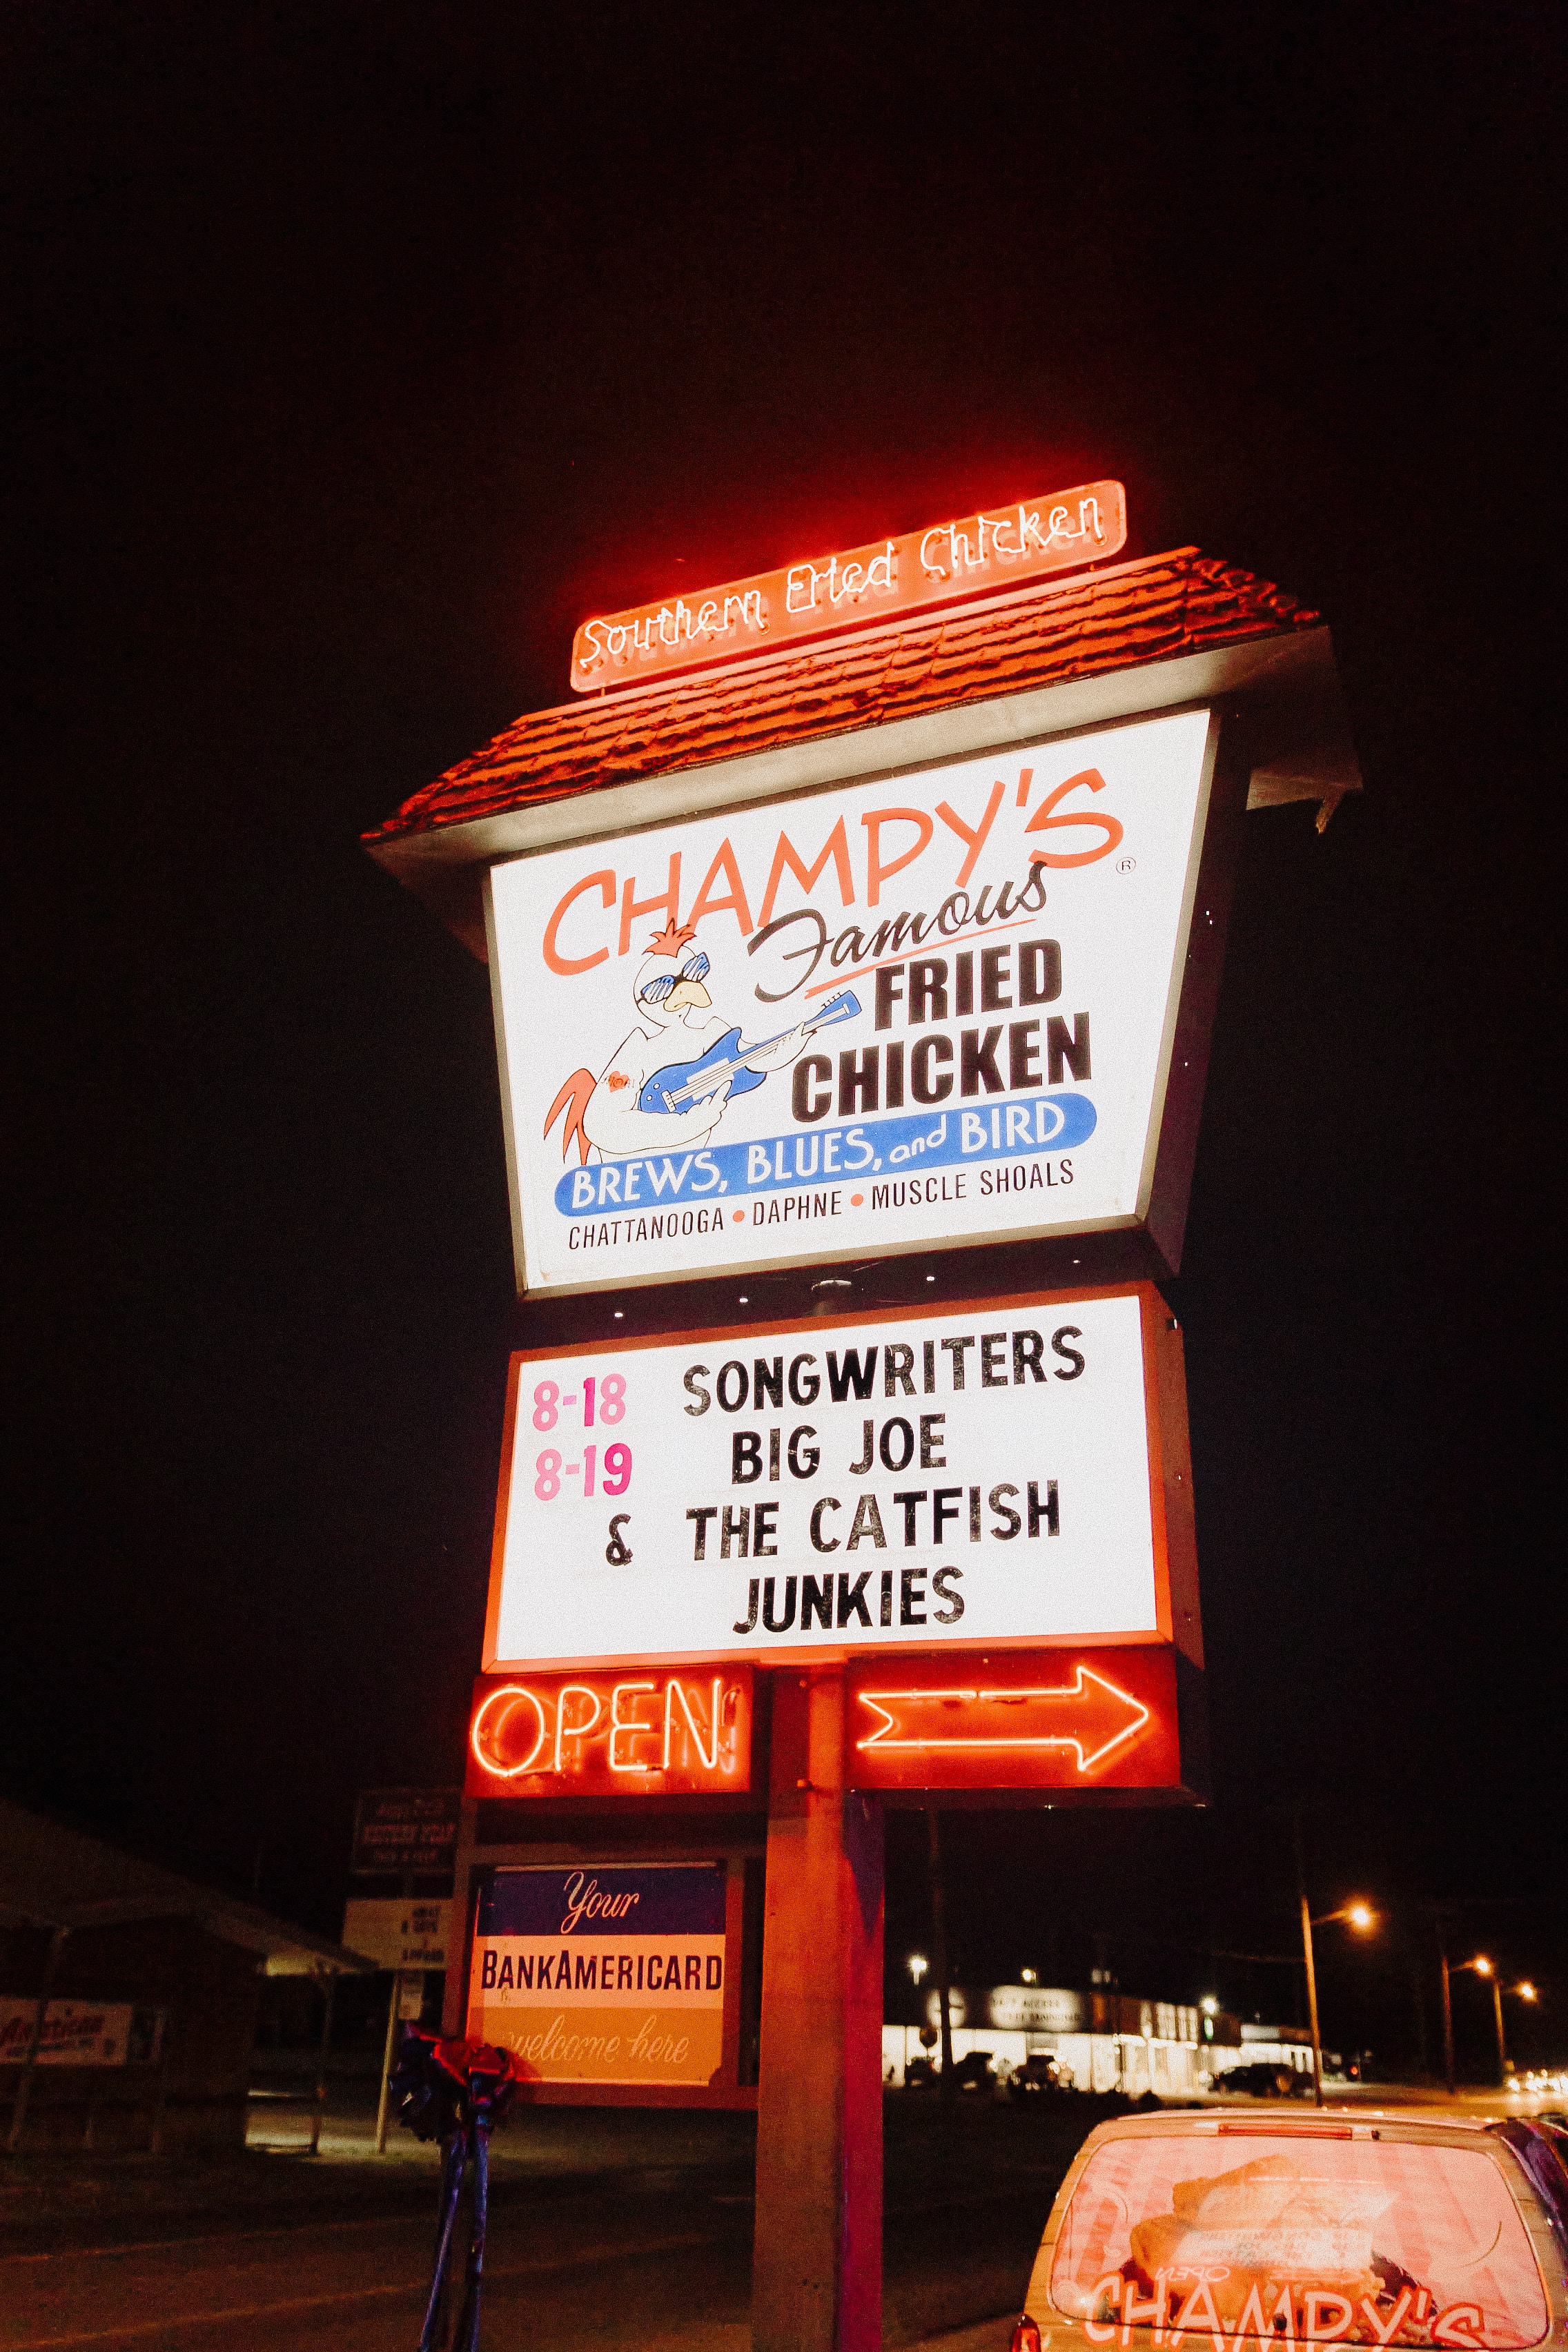 Southern Fried Chicken
CHAMPY'S
®
Famous
FRIED
CHICKEN
BREWS, BLUES, and BIRD
CHATTANOOGA • DAPHNE • MUSCLE SHOALS
8-18 SONGWRITERS
8-19 BIG JOE
& THE CATFISH
JUNKIES
OPEN
Your
BANKAMERICARD
welcome here
American
CHAMPY'S